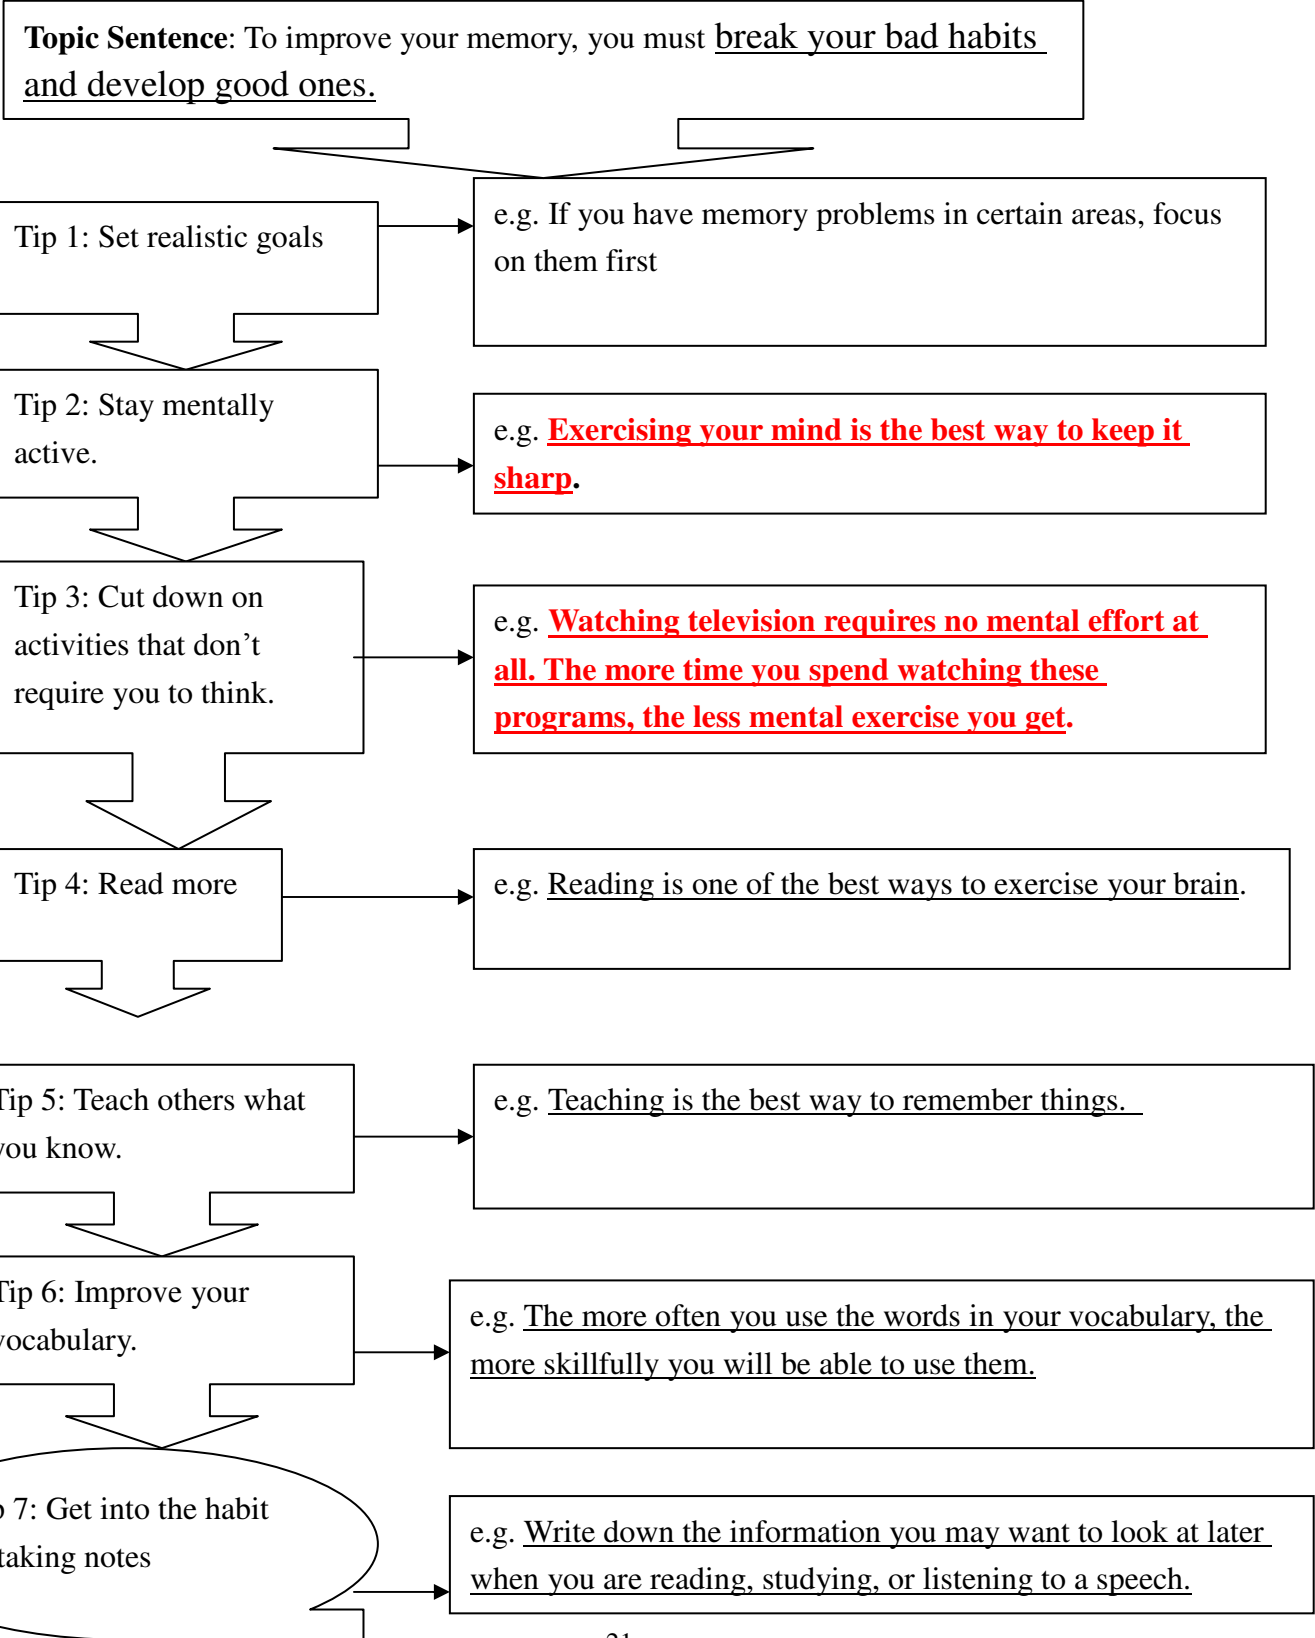 Topic Sentence: To improve your memory, you must break your bad habits
and develop good ones.
Tip 1: Set realistic goals
e.g. If you have memory problems in certain areas, focus
on them first
Tip 2: Stay mentally
active.
e.g. Exercising your mind is the best way to keep it
sharp.
Tip 3: Cut down on
activities that don’t
require you to think.
e.g. Watching television requires no mental effort at
all. The more time you spend watching these
programs, the less mental exercise you get.
Tip 4: Read more
e.g. Reading is one of the best ways to exercise your brain.
Tip 5: Teach others what
you know.
e.g. Teaching is the best way to remember things.
Tip 6: Improve your
vocabulary.
e.g. The more often you use the words in your vocabulary, the
more skillfully you will be able to use them.
7: Get into the habit
taking notes
e.g. Write down the information you may want to look at later
when you are reading, studying, or listening to a speech.